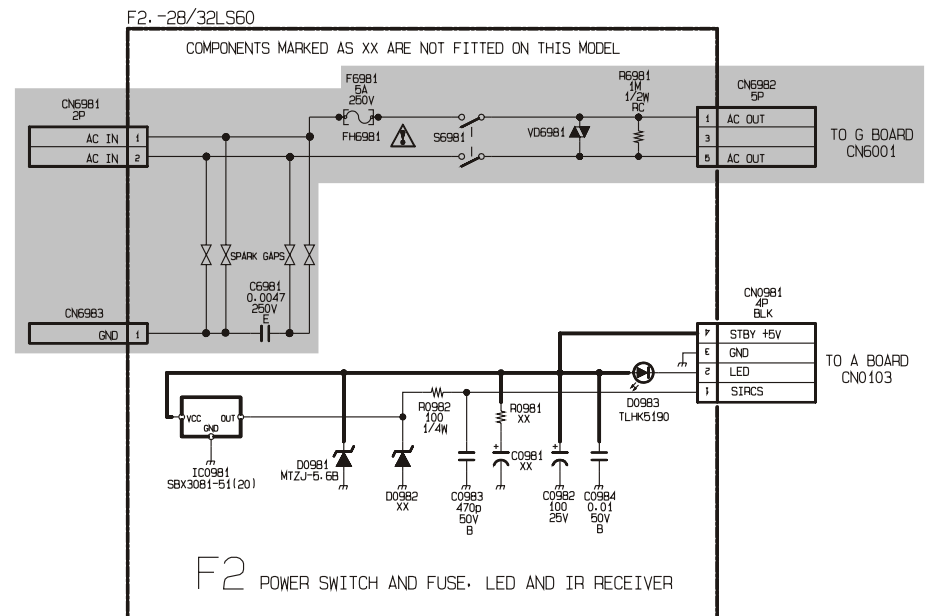 F2.-28/32LS60
COMPONENTS MARKED AS XX ARE NOT FITTED ON THIS MODEL
CN6981
2P
AC IN 1
AC IN 2
F6981
5A
250V
FH6981
S6981
VD6981
R6981
1M
1/2W
RC
CN6982
5P
1 AC OUT
3
5 AC OUT
TO G BOARD
CN6001
SPARK GAPS
C6981
0.0047
250V
E
CN6983
GND 1
CN0981
4P
BLK
4 STBY +5V
3 GND
2 LED
1 SIRCS
TO A BOARD
CN0103
VCC OUT
GND
IC0981
SBX3081-51(20)
D0981
MTZJ-5.6B
R0982
100
1/4W
D0982
XX
C0983
470p
50V
B
R0981
XX
C0981
XX
C0982
100
25V
C0984
0.01
50V
B
D0983
TLHK5190
F2 POWER SWITCH AND FUSE. LED AND IR RECEIVER